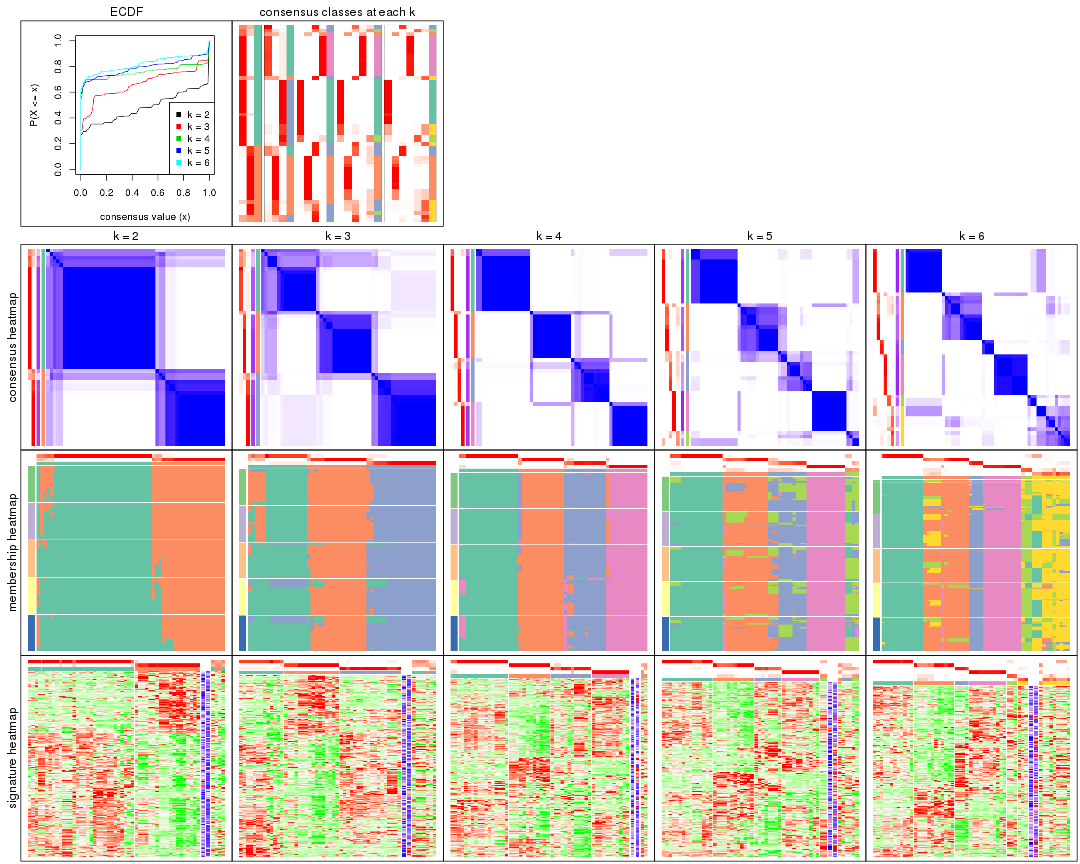 ECDF
consensus classes at each k
P(X <= x)
0.0
0.2
0.4
0.6
0.8
1.0
k = 2
k = 3
k = 4
k = 5
k = 6
0.0 0.2 0.4 0.6 0.8 1.0
consensus value (x)
k = 2
k = 3
k = 4
k = 5
k = 6
consensus heatmap
membership heatmap
signature heatmap